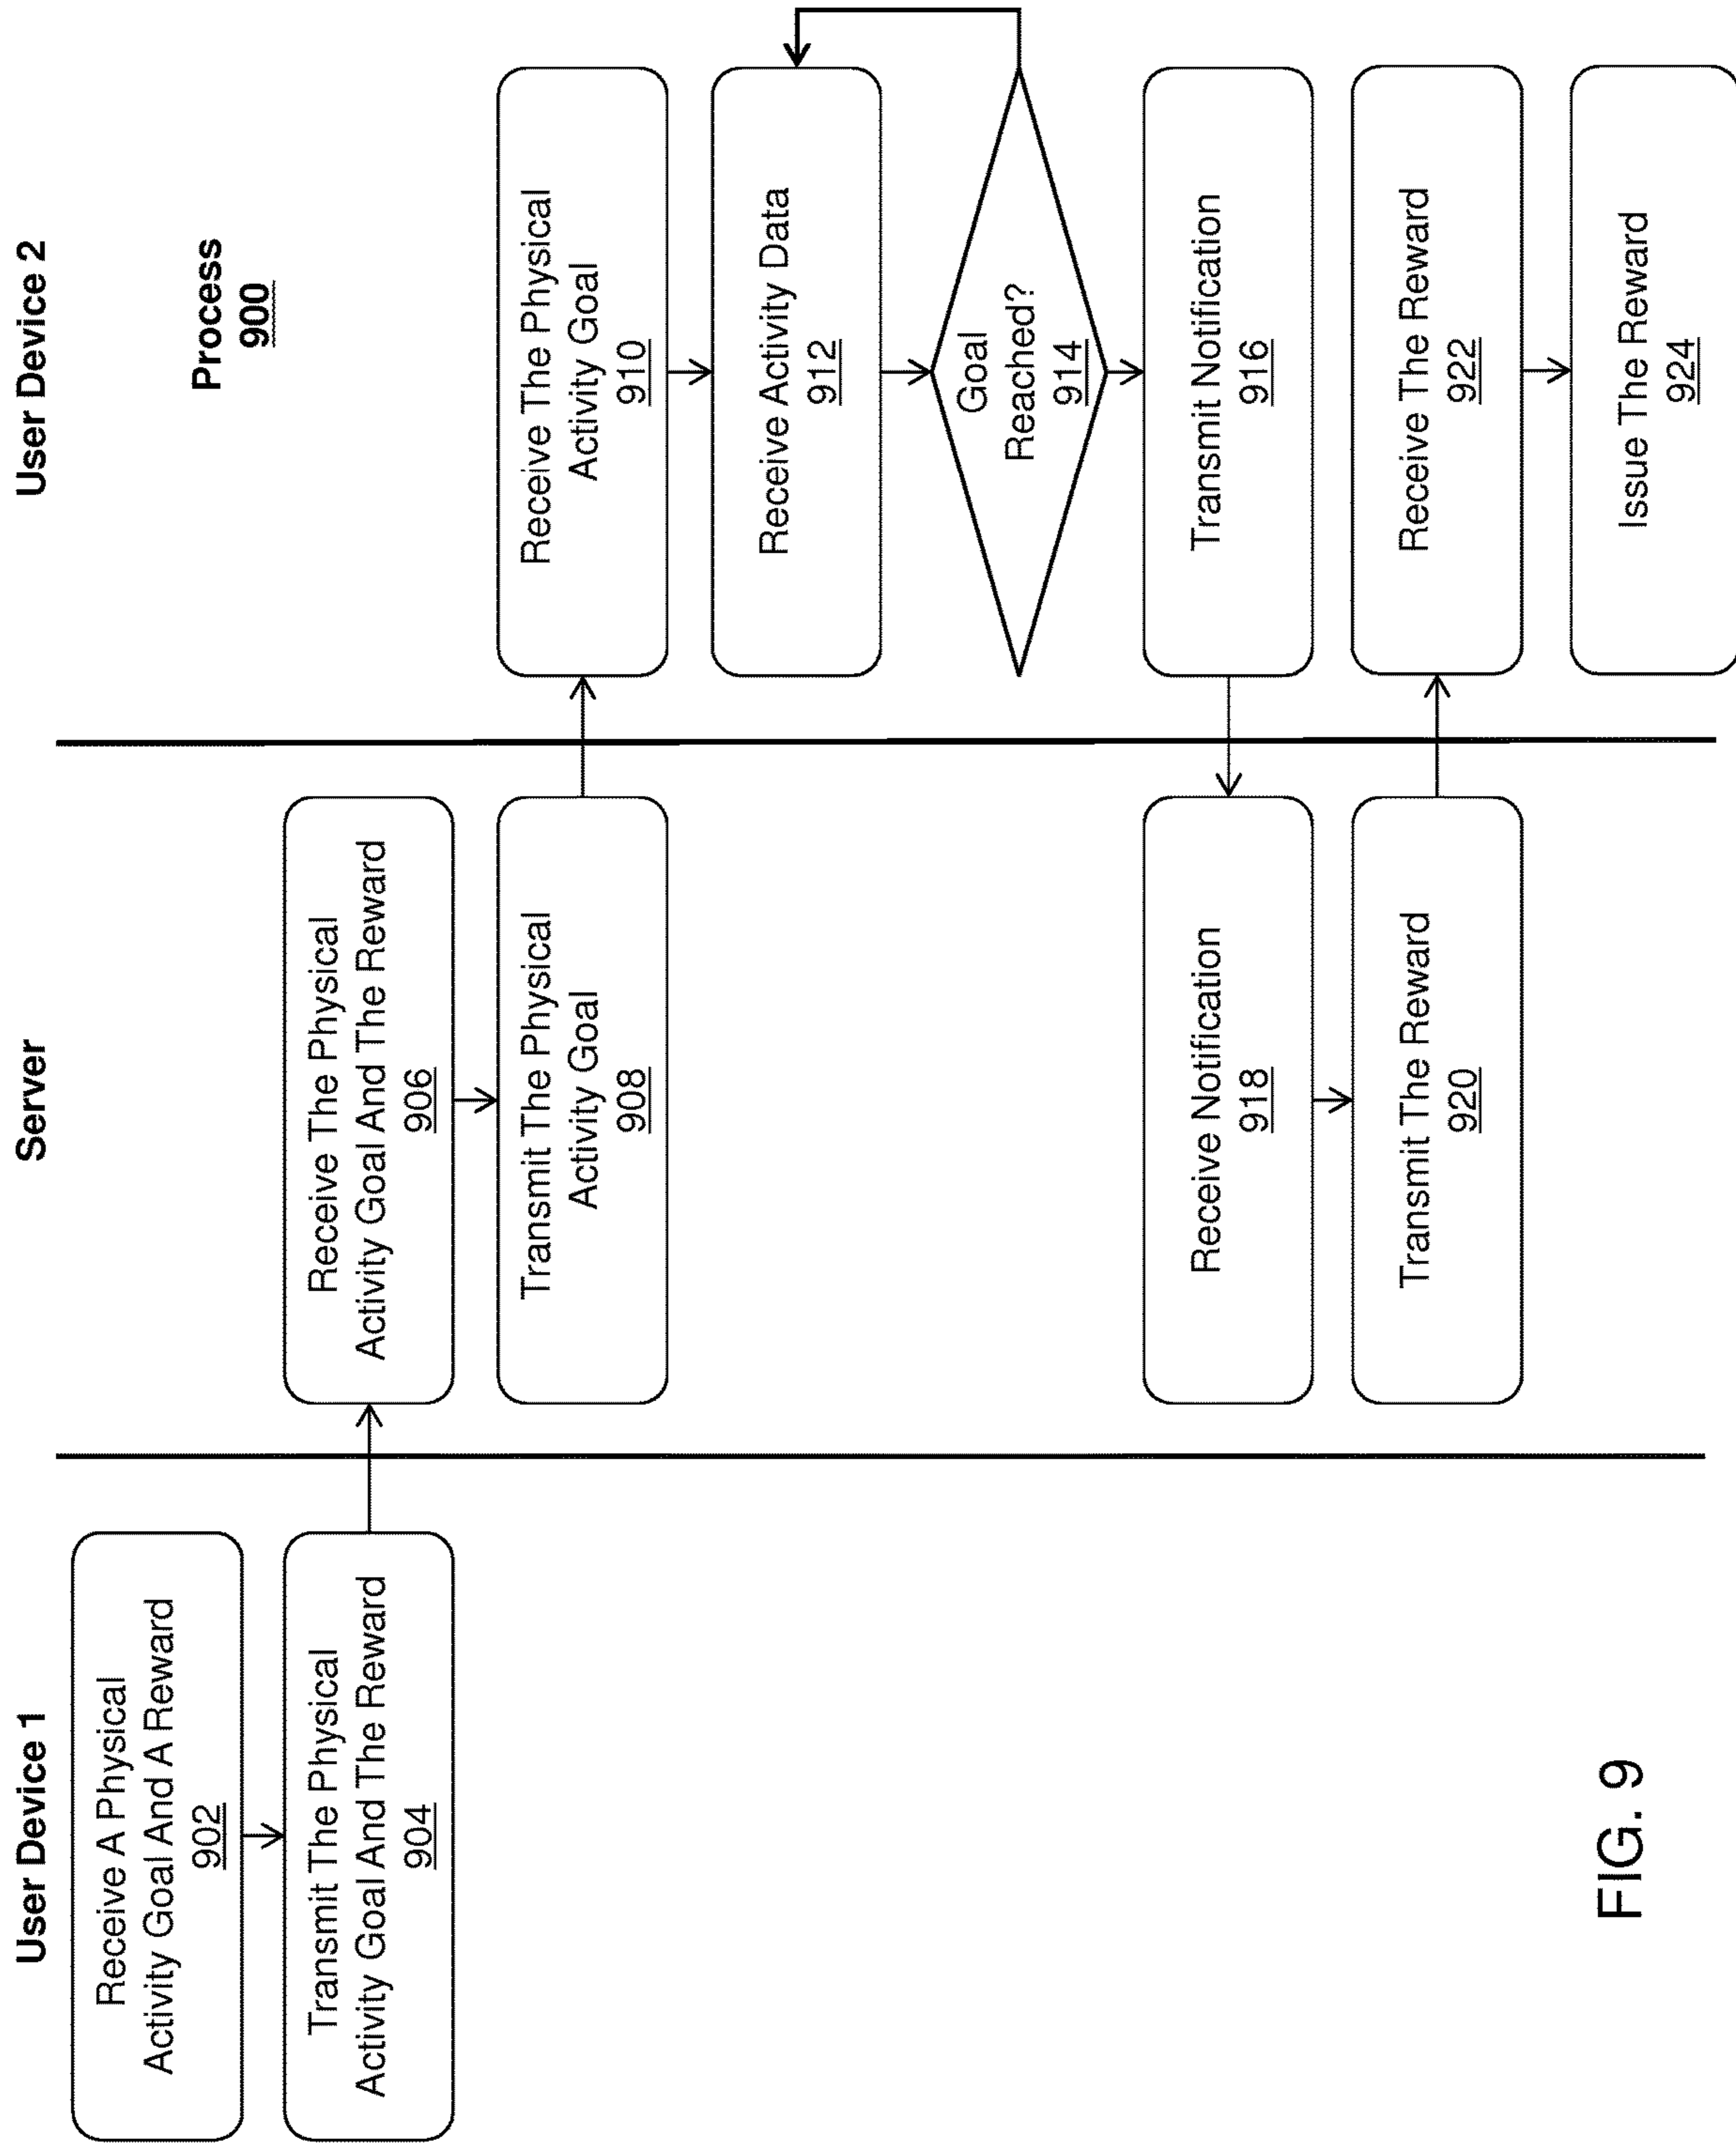 User Device 1
Server
User Device 2
Process
900
Receive A Physical
Activity Goal And A Reward
902
Transmit The Physical
Activity Goal And The Reward
904
Receive The Physical
Activity Goal And The Reward
906
Transmit The Physical
Activity Goal
908
Receive The Physical
Activity Goal
910
Receive Activity Data
912
Goal
Reached?
914
Transmit Notification
916
Receive Notification
918
Transmit The Reward
920
Receive The Reward
922
Issue The Reward
924
FIG. 9